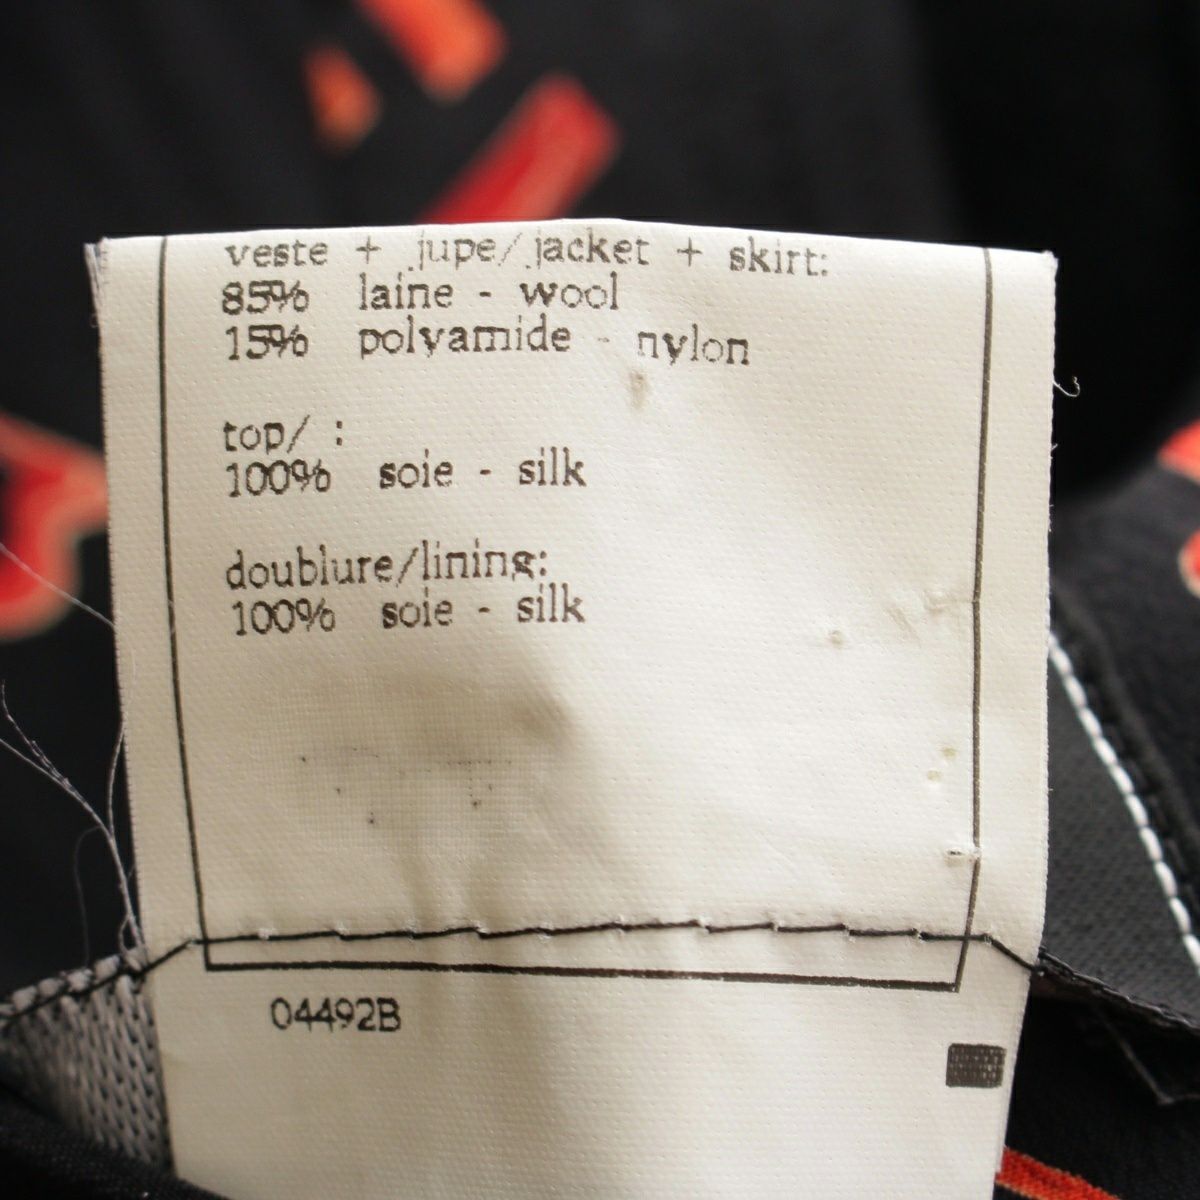 veste + jupe/jacket + skirt:
85% laine - wool
15% polyamide - nylon
top/ :
100% soie - silk
doublure/lining:
100% soie - silk
04492B